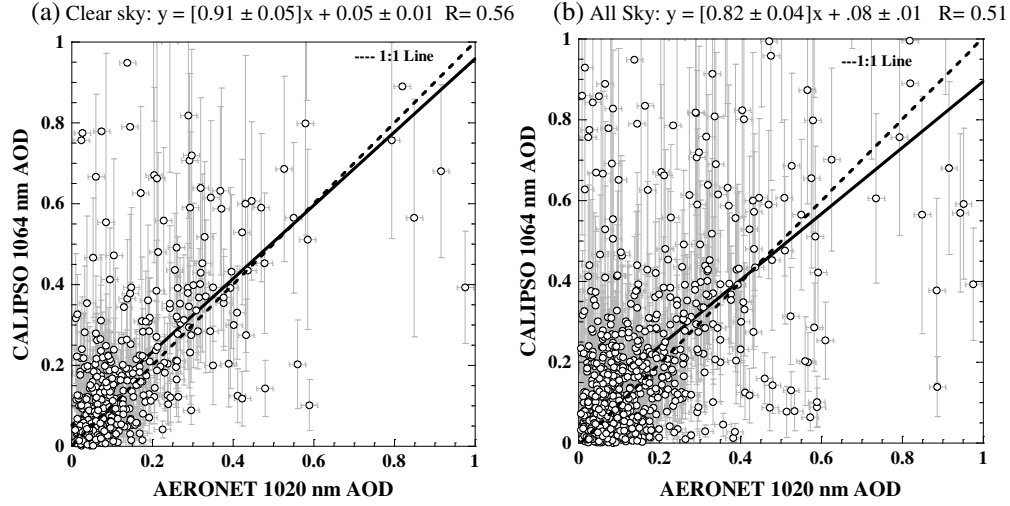 (a) Clear sky: y = [0.91 ± 0.05]x + 0.05 ± 0.01 R= 0.56
1
0.8
0.6
0.4
0.2
0
0 0.2 0.4 0.6 0.8 1
CALIPSO 1064 nm AOD
AERONET 1020 nm AOD
---- 1:1 Line
(b) All Sky: y = [0.82 ± 0.04]x + .08 ± .01 R= 0.51
1
0.8
0.6
0.4
0.2
0
0 0.2 0.4 0.6 0.8 1
CALIPSO 1064 nm AOD
AERONET 1020 nm AOD
---1:1 Line